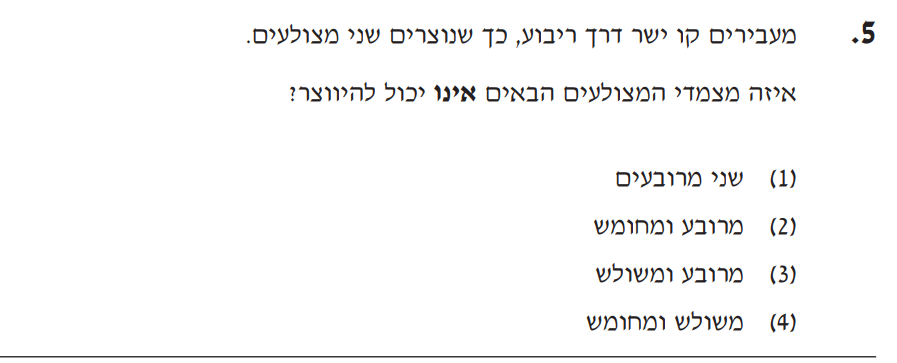 5. מעבירים קו ישר דרך ריבוע, כך שנוצרים שני מצולעים.
איזה מצמדי המצולעים הבאים אינו יכול להיווצר?
(1) שני מרובעים
(2) מרובע ומחומש
(3) מרובע ומשולש
(4) משולש ומחומש